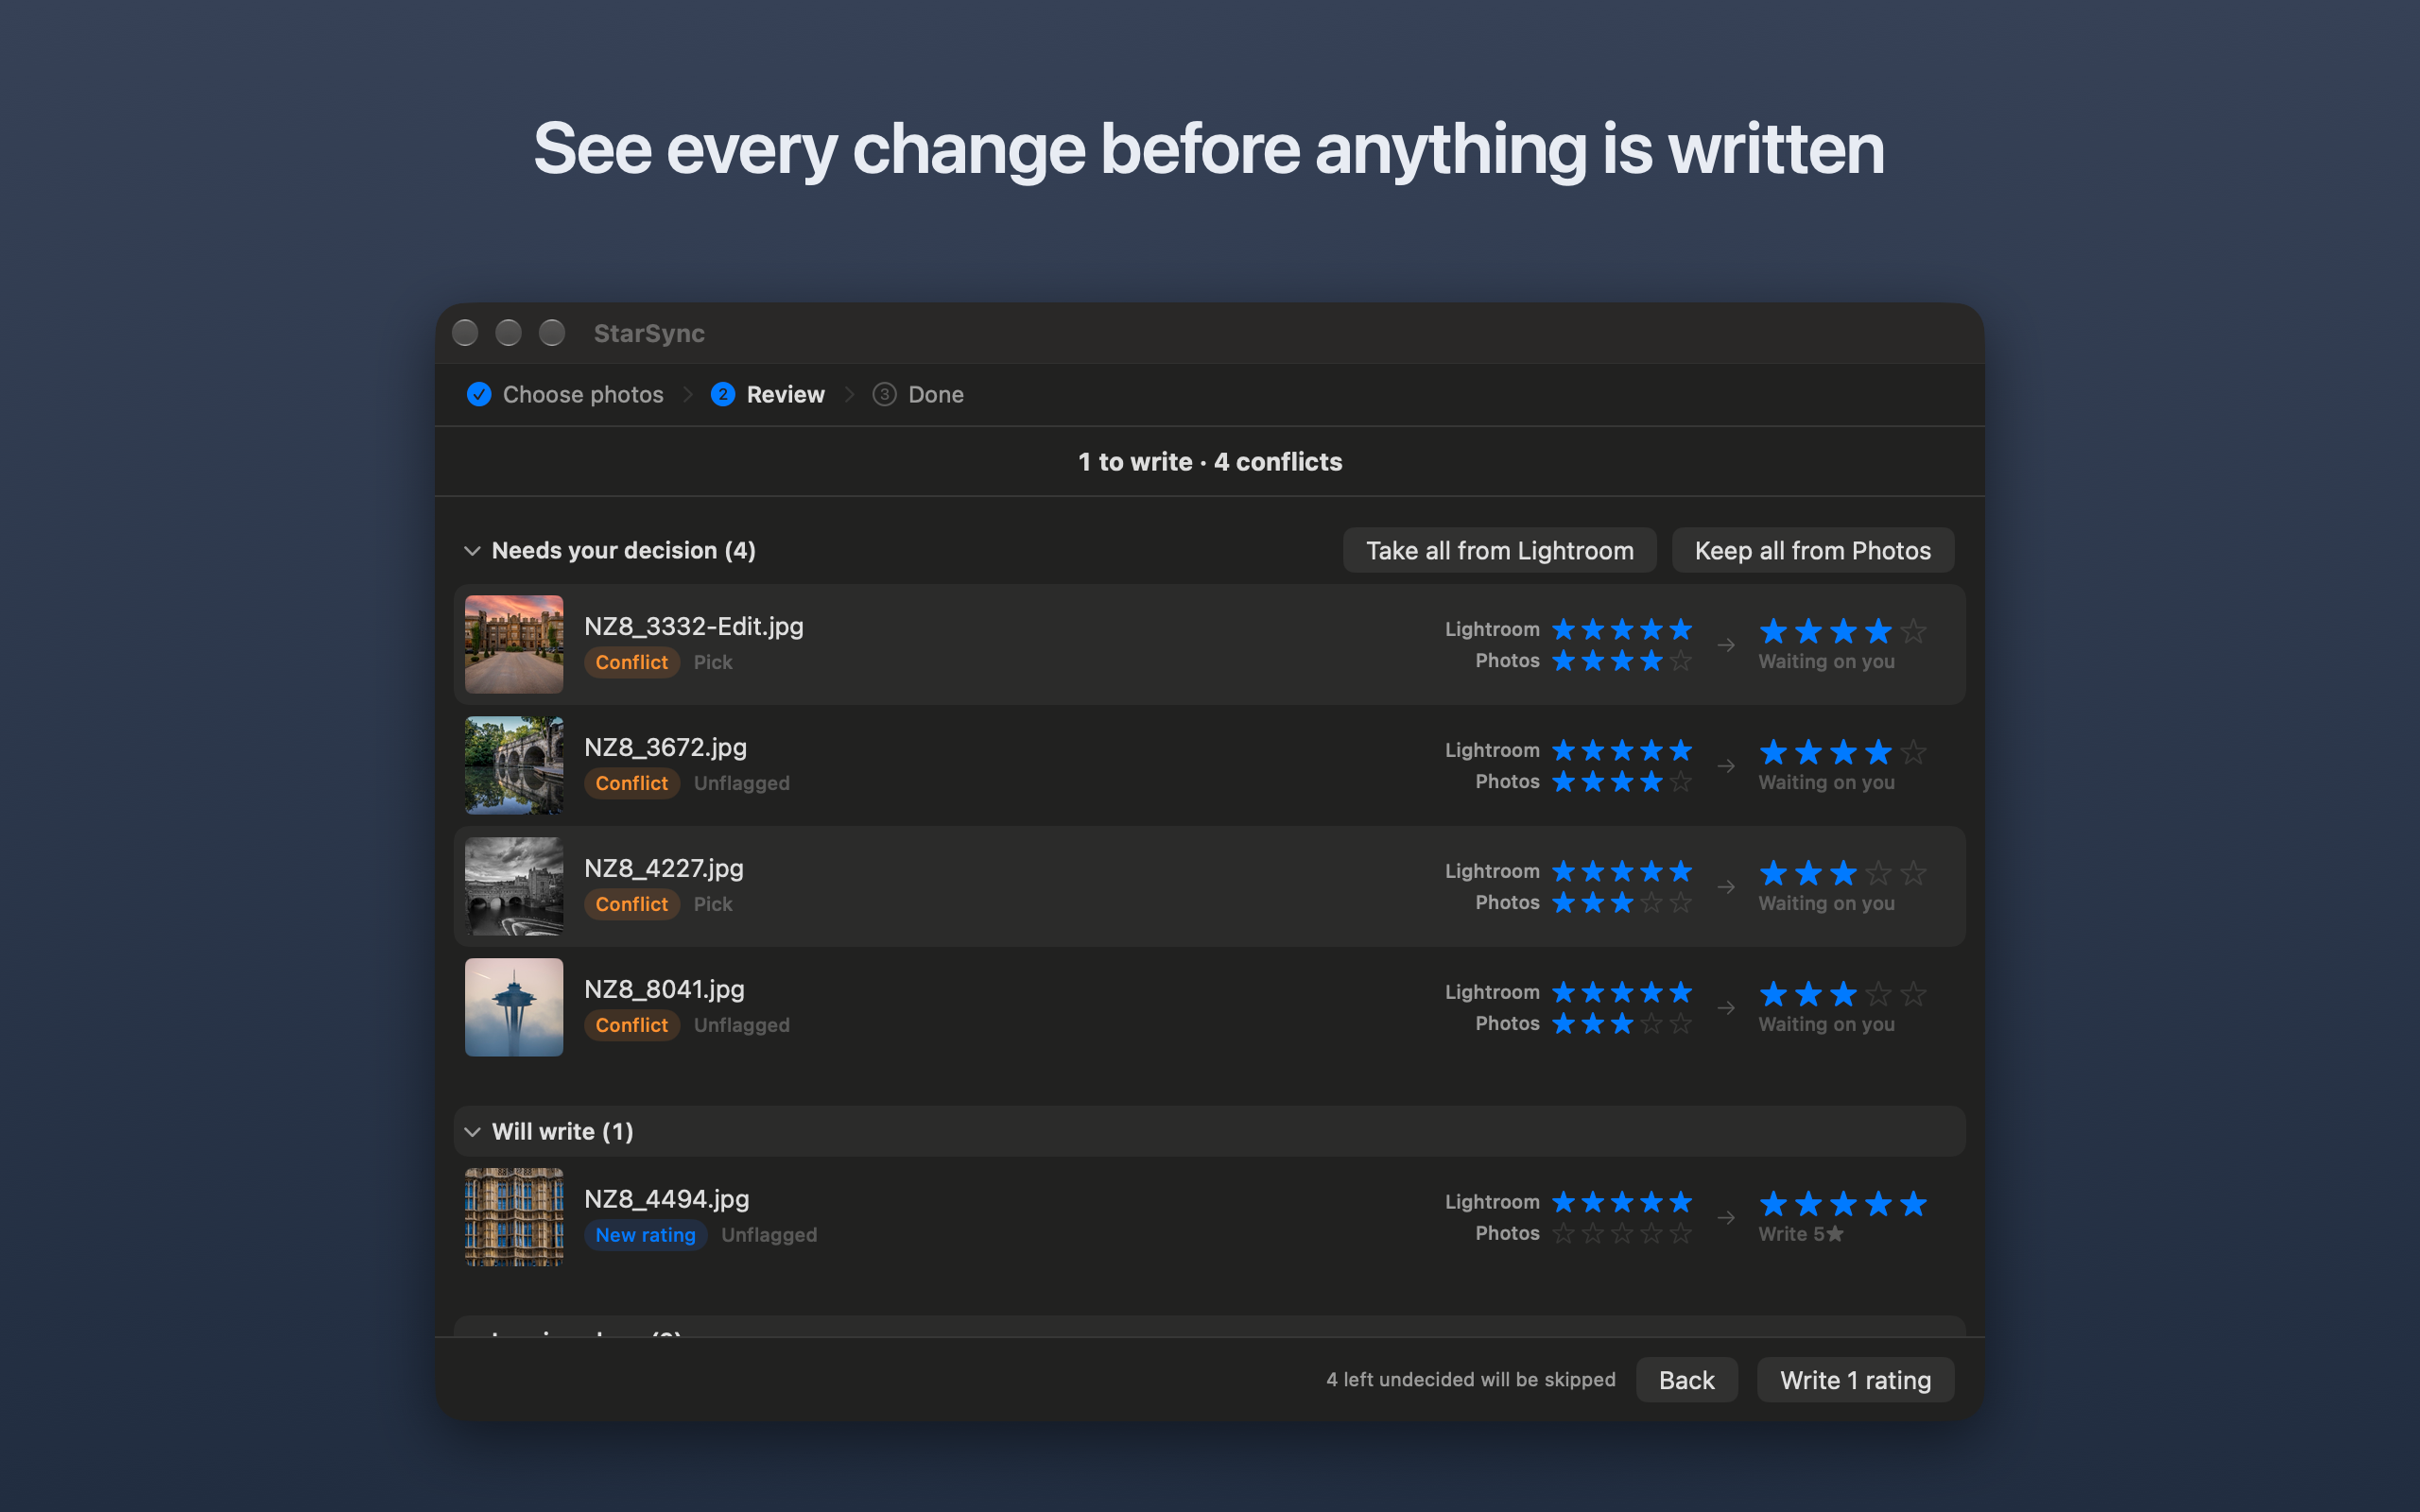 See every change before anything is written
StarSync
Choose photos
2 Review
3 Done
1 to write · 4 conflicts
Needs your decision (4)
Take all from Lightroom
Keep all from Photos
NZ8_3332-Edit.jpg
Conflict Pick
Lightroom ★★★★★
Photos ★★★★☆
→ ★★★★☆
Waiting on you
NZ8_3672.jpg
Conflict Unflagged
Lightroom ★★★★★
Photos ★★★★☆
→ ★★★★☆
Waiting on you
NZ8_4227.jpg
Conflict Pick
Lightroom ★★★★★
Photos ★★★☆☆
→ ★★★☆☆
Waiting on you
NZ8_8041.jpg
Conflict Unflagged
Lightroom ★★★★★
Photos ★★★☆☆
→ ★★★☆☆
Waiting on you
Will write (1)
NZ8_4494.jpg
New rating Unflagged
Lightroom ★★★★★
Photos ☆☆☆☆☆
→ ★★★★★
Write 5★
4 left undecided will be skipped
Back
Write 1 rating